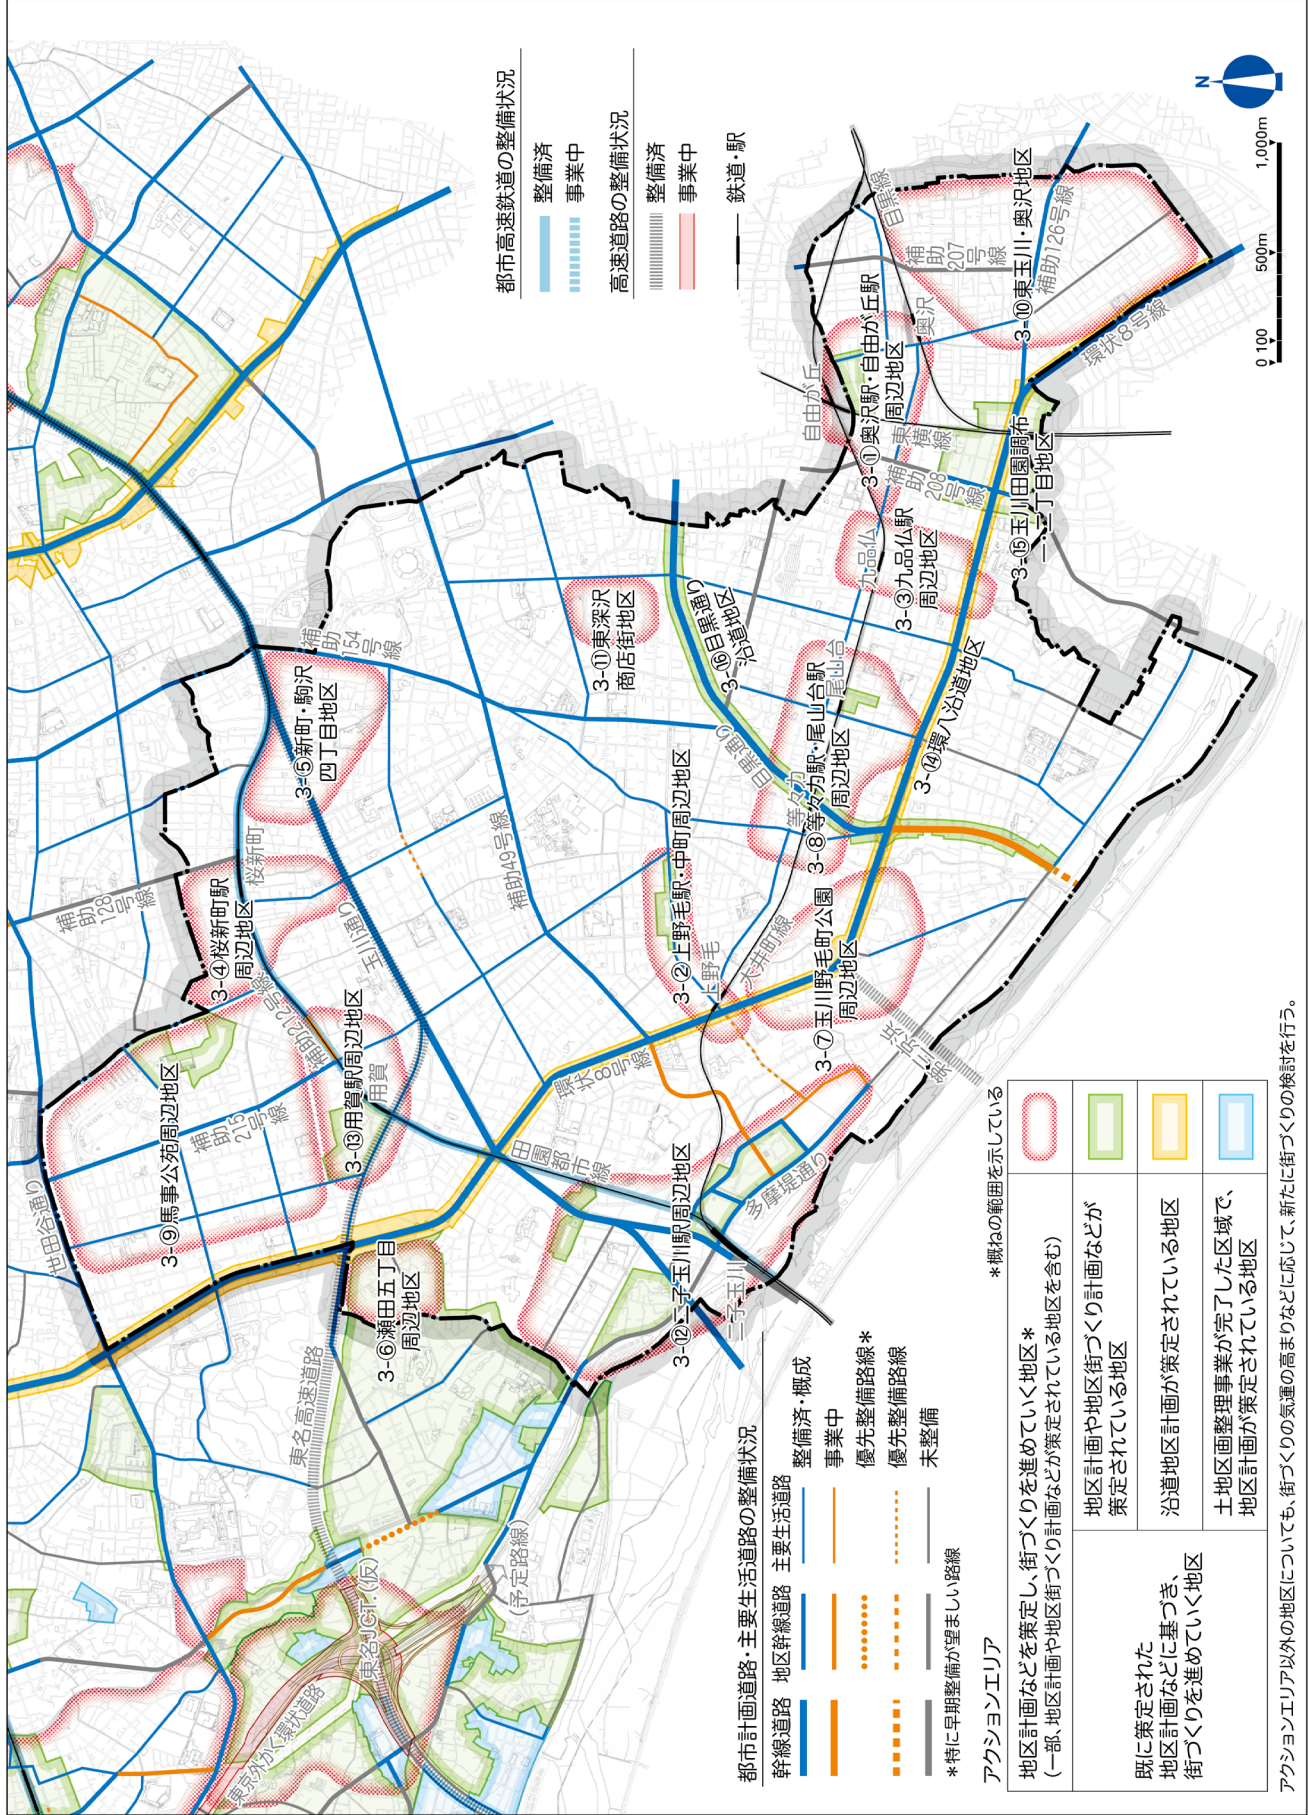 世田谷通り
3-⑨馬事公苑周辺地区
補助
215
号線
補助
128
号線
3-④桜新町駅
周辺地区
桜新町
補助212号線
玉川通り
3-⑬用賀駅周辺地区
用賀
3-⑤新町・駒沢
四丁目地区
補助
154
号線
東名高速道路
3-⑥瀬田五丁目
周辺地区
東名JCT.(仮)
東京外かく環状道路
(予定路線)
環状
8号線
補助49号線
田園都市線
3-⑪東深沢
商店街地区
3-⑯目黒通り
沿道地区
目黒通り
3-②上野毛駅・中町周辺地区
上野毛
大井町線
等々力
3-⑧等々力駅・尾山台駅
周辺地区
尾山台
3-⑦玉川野毛町公園
周辺地区
第三京浜
3-⑫二子玉川駅周辺地区
二子玉川
多摩堤通り
3-⑭環八沿道地区
九品仏
3-③九品仏駅
周辺地区
自由が丘
3-①奥沢駅・自由が丘駅
周辺地区
東横線
補助
208
号線
奥沢
目黒線
補助
207
号線
3-⑩東玉川・奥沢地区
補助126号線
環状8号線
3-⑮玉川田園調布
一・二丁目地区
都市高速鉄道の整備状況
整備済
事業中
高速道路の整備状況
整備済
事業中
鉄道・駅
N
0 100 500m 1,000m
都市計画道路・主要生活道路の整備状況
幹線道路 地区幹線道路 主要生活道路
整備済・概成
事業中
優先整備路線*
優先整備路線
未整備
*特に早期整備が望ましい路線
アクションエリア
*概ねの範囲を示している
地区計画などを策定し、街づくりを進めていく地区*
(一部、地区計画や地区街づくり計画などが策定されている地区を含む)
既に策定された
地区計画などに基づき、
街づくりを進めていく地区
地区計画や地区街づくり計画などが
策定されている地区
沿道地区計画が策定されている地区
土地区画整理事業が完了した区域で、
地区計画が策定されている地区
アクションエリア以外の地区についても、街づくりの気運の高まりなどに応じて、新たに街づくりの検討を行う。